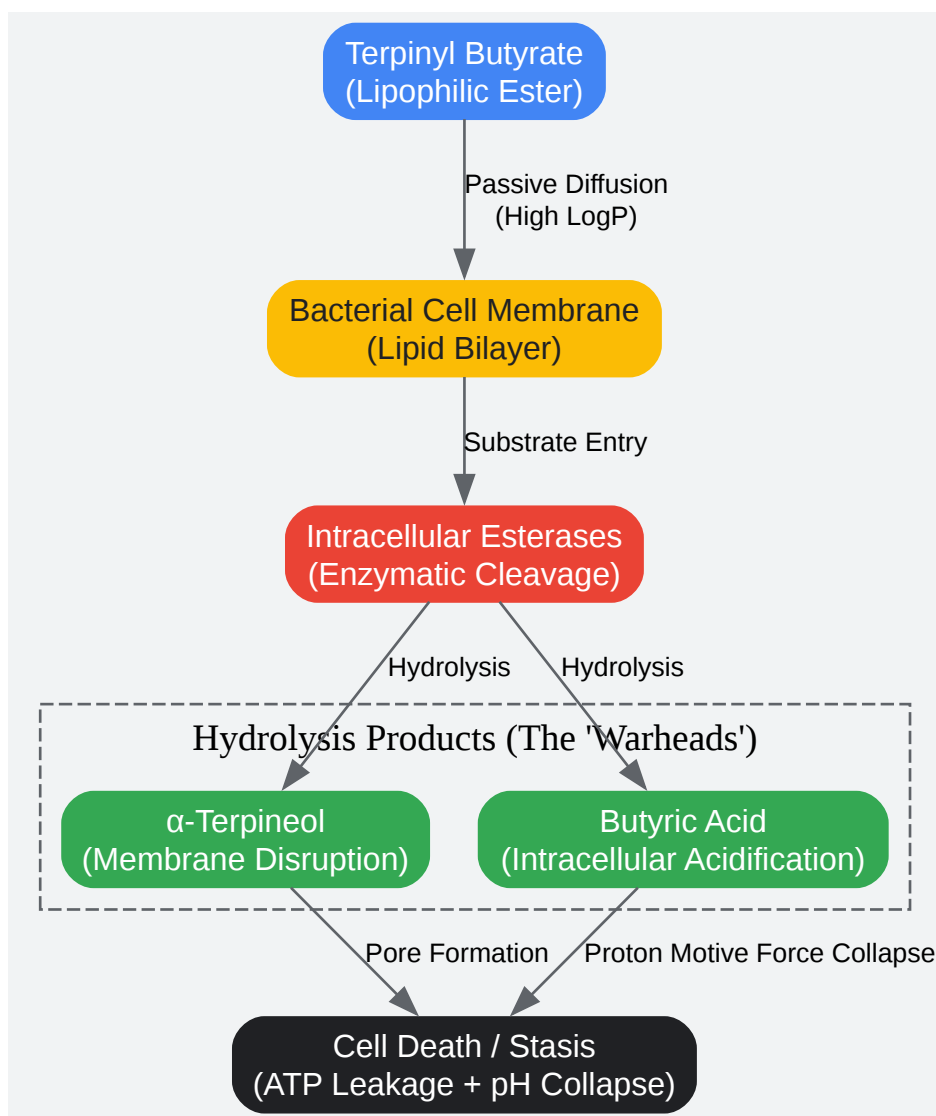 Terpinyl Butyrate
(Lipophilic Ester)
Passive Diffusion
(High LogP)
Bacterial Cell Membrane
(Lipid Bilayer)
Substrate Entry
Intracellular Esterases
(Enzymatic Cleavage)
Hydrolysis
Hydrolysis
Hydrolysis Products (The 'Warheads')
α-Terpineol
(Membrane Disruption)
Butyric Acid
(Intracellular Acidification)
Pore Formation
Proton Motive Force Collapse
Cell Death / Stasis
(ATP Leakage + pH Collapse)